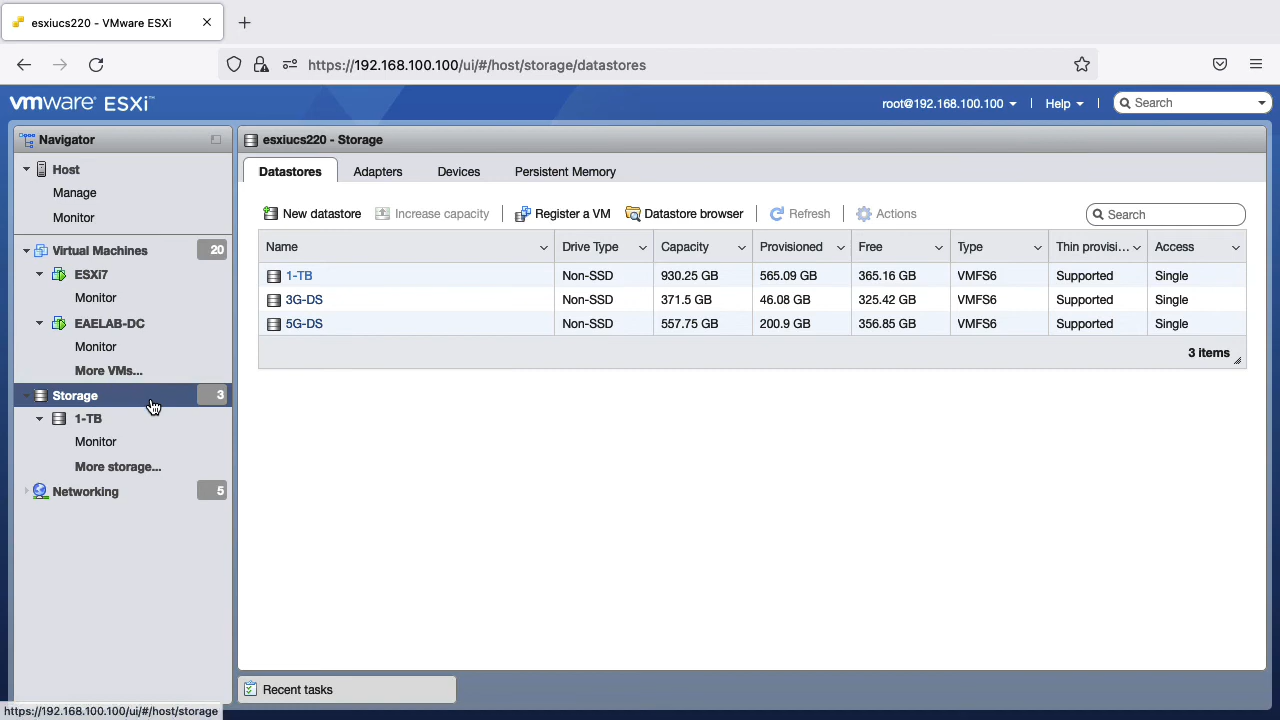 esxiucs220 - VMware ESXi
https://192.168.100.100/ui/#/host/storage/datastores
vmware ESXi™
root@192.168.100.100 | Help | Search
Navigator
Host
Manage
Monitor
Virtual Machines 20
ESXi7
Monitor
EAELAB-DC
Monitor
More VMs...
Storage 3
1-TB
Monitor
More storage...
Networking 5
esxiucs220 - Storage
Datastores Adapters Devices Persistent Memory
New datastore Increase capacity | Register a VM Datastore browser | Refresh | Actions Search
Name Drive Type Capacity Provisioned Free Type Thin provisi... Access
1-TB Non-SSD 930.25 GB 565.09 GB 365.16 GB VMFS6 Supported Single
3G-DS Non-SSD 371.5 GB 46.08 GB 325.42 GB VMFS6 Supported Single
5G-DS Non-SSD 557.75 GB 200.9 GB 356.85 GB VMFS6 Supported Single
3 items
Recent tasks
https://192.168.100.100/ui/#/host/storage